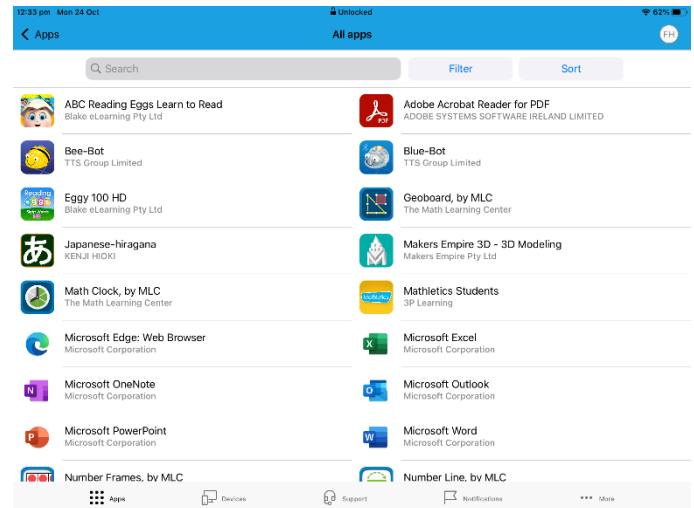 12:33 pm Mon 24 Oct
Unlocked
62%
Apps
All apps
FH
Search
Filter
Sort
ABC Reading Eggs Learn to Read
Blake eLearning Pty Ltd
Adobe Acrobat Reader for PDF
ADOBE SYSTEMS SOFTWARE IRELAND LIMITED
PDF
Bee-Bot
TTS Group Limited
Blue-Bot
TTS Group Limited
Reading
eggs
Eggy 100 HD
Blake eLearning Pty Ltd
Geoboard, by MLC
The Math Learning Center
あ
Japanese-hiragana
KENJI HIOKI
Makers Empire 3D - 3D Modeling
Makers Empire Pty Ltd
Math Clock, by MLC
The Math Learning Center
Mathletics
Mathletics Students
3P Learning
Microsoft Edge: Web Browser
Microsoft Corporation
X
Microsoft Excel
Microsoft Corporation
N
Microsoft OneNote
Microsoft Corporation
o
Microsoft Outlook
Microsoft Corporation
P
Microsoft PowerPoint
Microsoft Corporation
W
Microsoft Word
Microsoft Corporation
Number Frames, by MLC
Number Line, by MLC
Apps
Devices
Support
Notifications
More